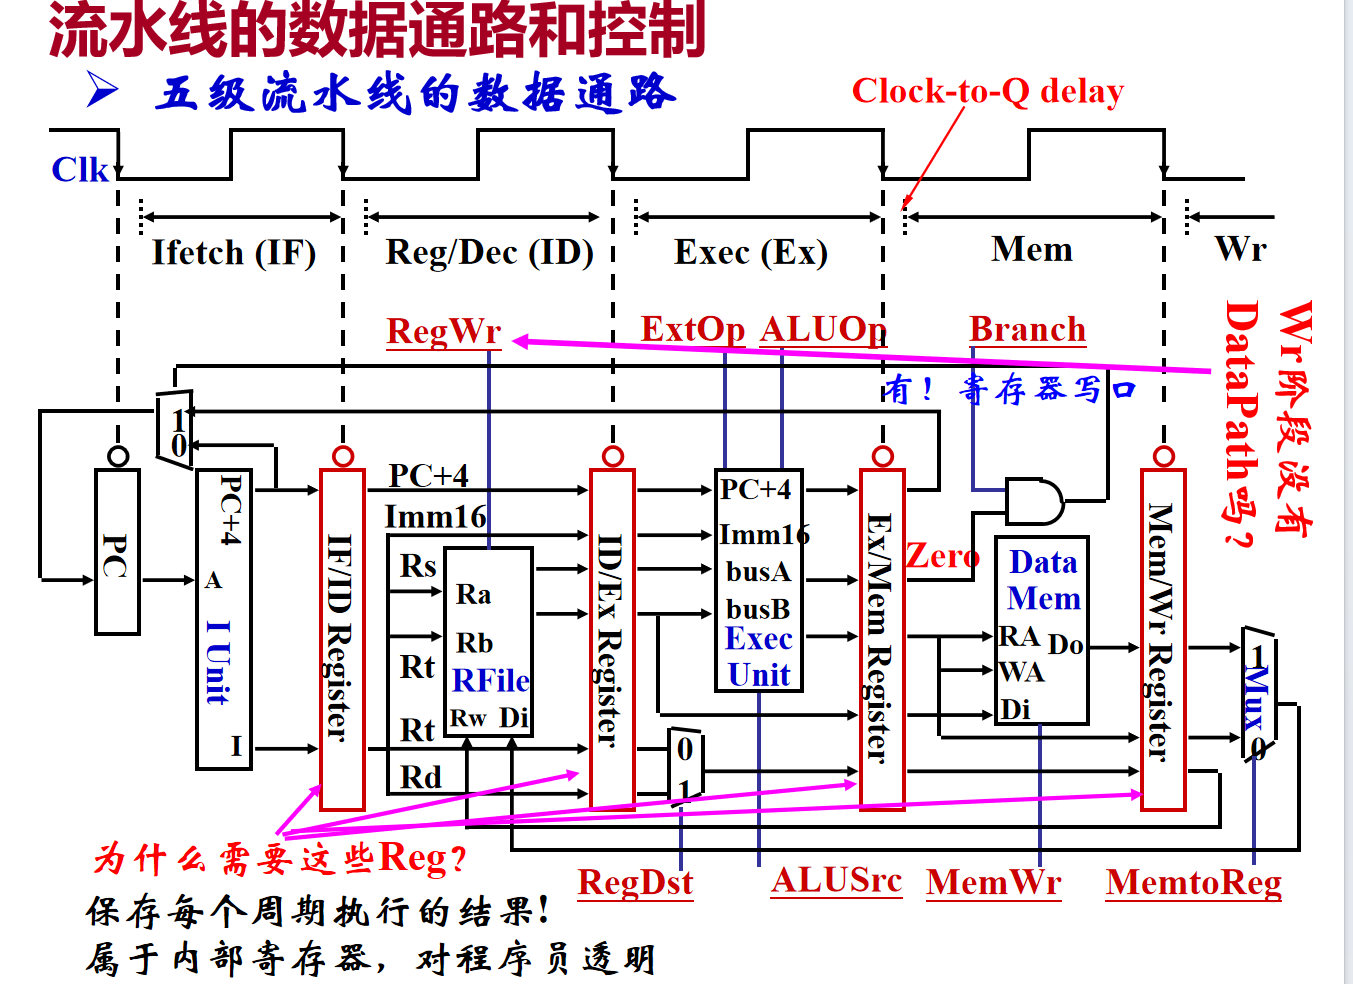 流水线的数据通路和控制
五级流水线的数据通路
Clock-to-Q delay
Clk
Ifetch (IF)
Reg/Dec (ID)
Exec (Ex)
Mem
Wr
RegWr
ExtOp
ALUOp
Branch
Wr阶段没有
DataPath吗？
有！寄存器写口
1
0
PC
PC+4
A
I Unit
I
IF/ID Register
PC+4
Imm16
Rs
Rt
Rt
Rd
Ra
Rb
RFile
Rw Di
ID/Ex Register
PC+4
Imm16
busA
busB
Exec
Unit
0
1
Ex/Mem Register
Zero
Data
Mem
RA Do
WA
Di
Mem/Wr Register
1
Mux
0
为什么需要这些Reg?
RegDst
ALUSrc
MemWr
MemtoReg
保存每个周期执行的结果!
属于内部寄存器，对程序员透明